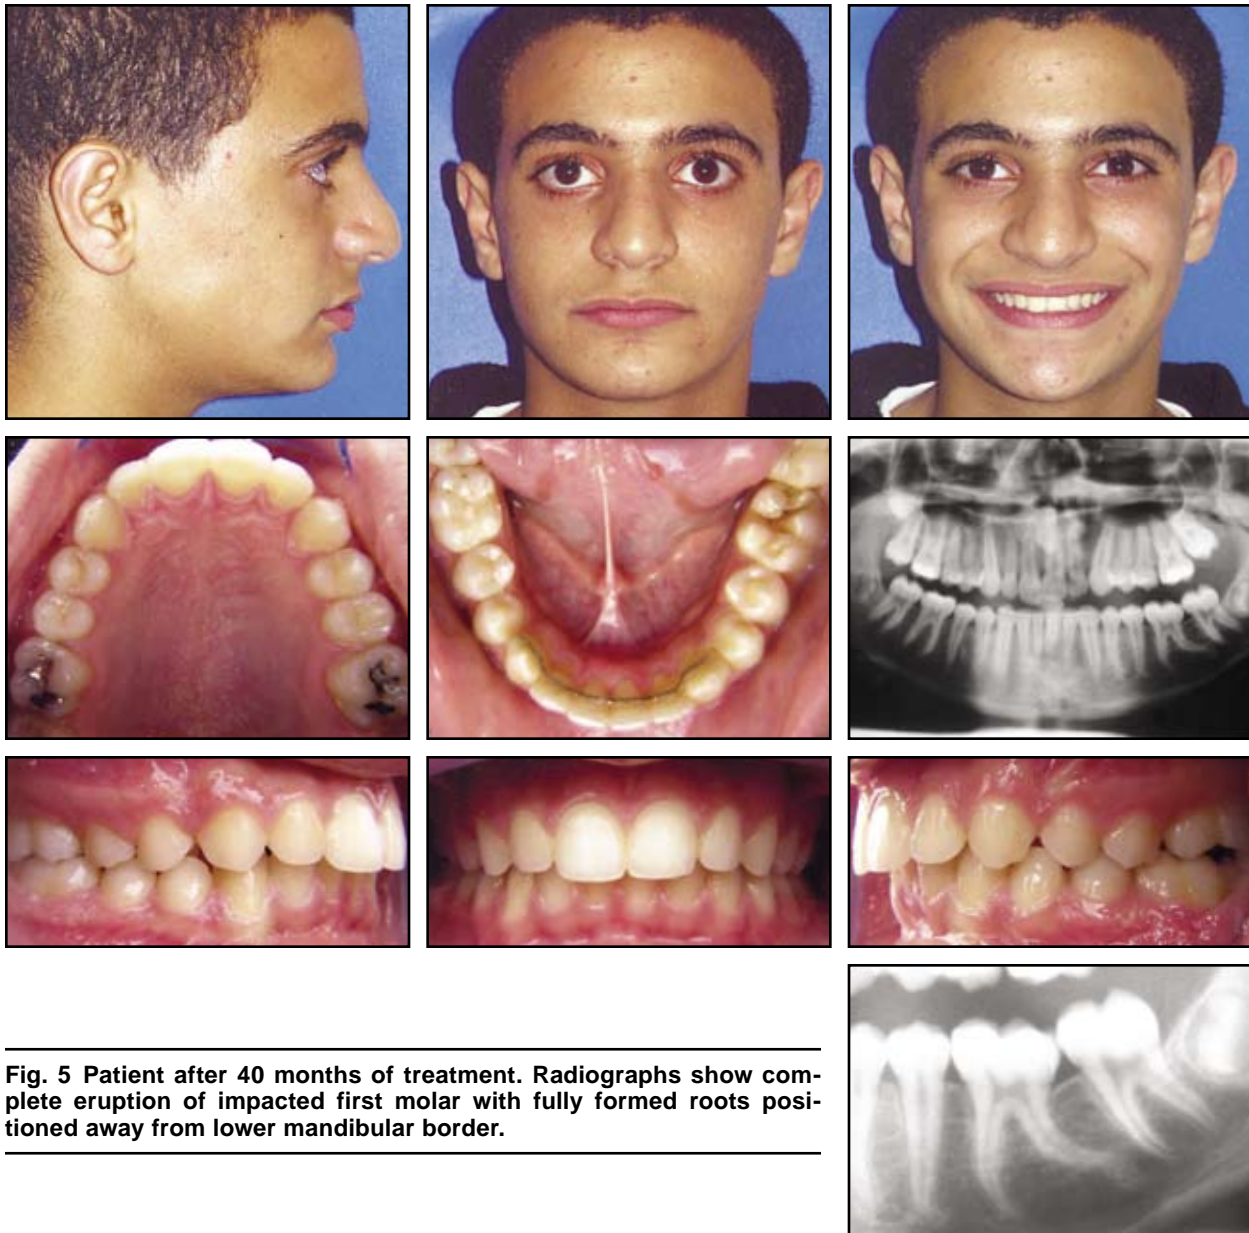 Fig. 5 Patient after 40 months of treatment. Radiographs show com-
plete eruption of impacted first molar with fully formed roots posi-
tioned away from lower mandibular border.